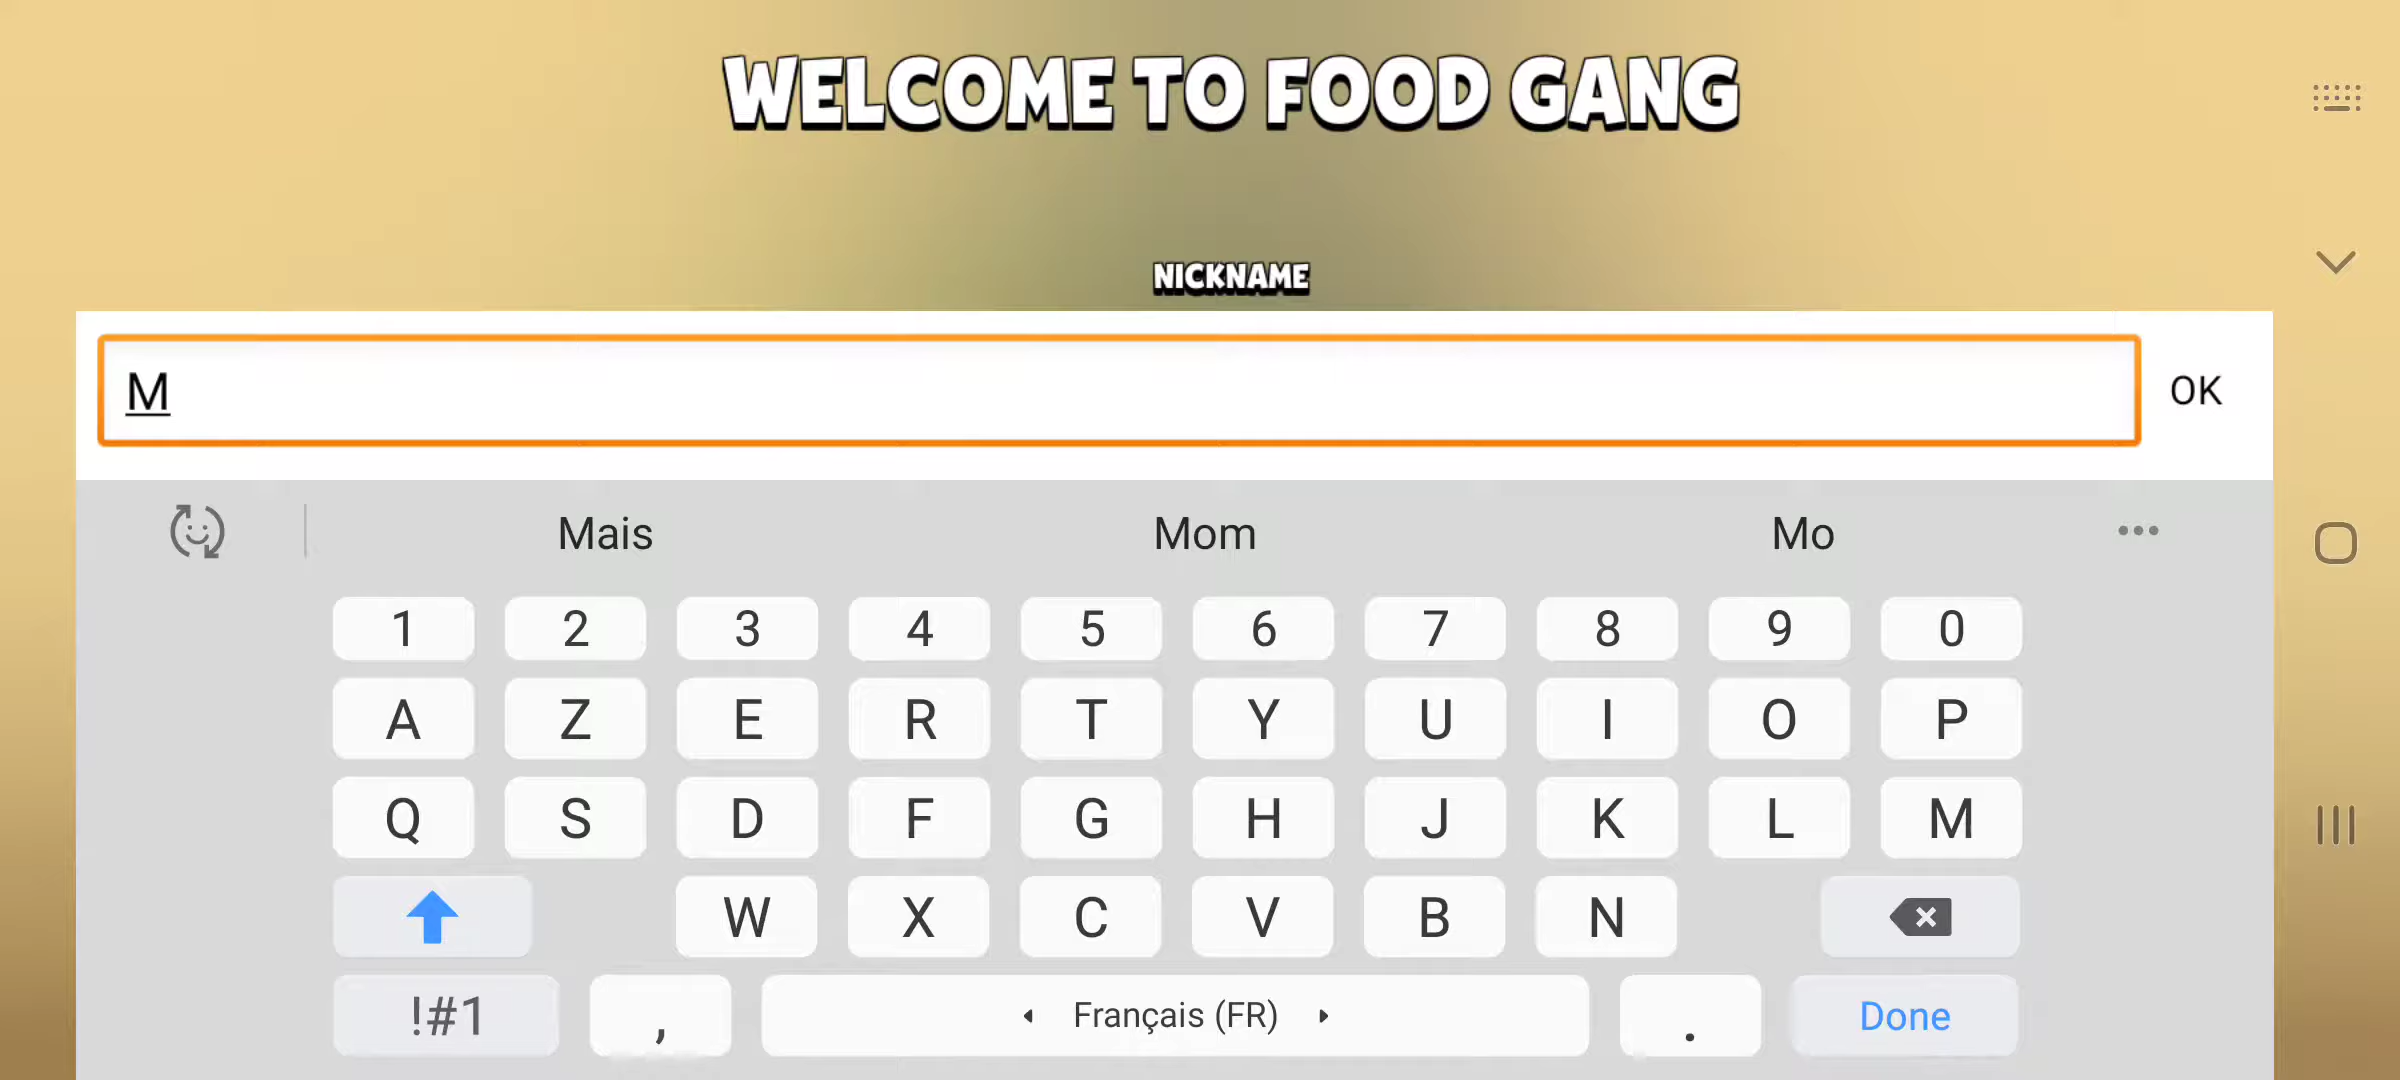 WELCOME TO FOOD GANG
NICKNAME
M
OK
Mais Mom Mo
1 2 3 4 5 6 7 8 9 0
A Z E R T Y U I O P
Q S D F G H J K L M
W X C V B N
!#1 , Français (FR) . Done